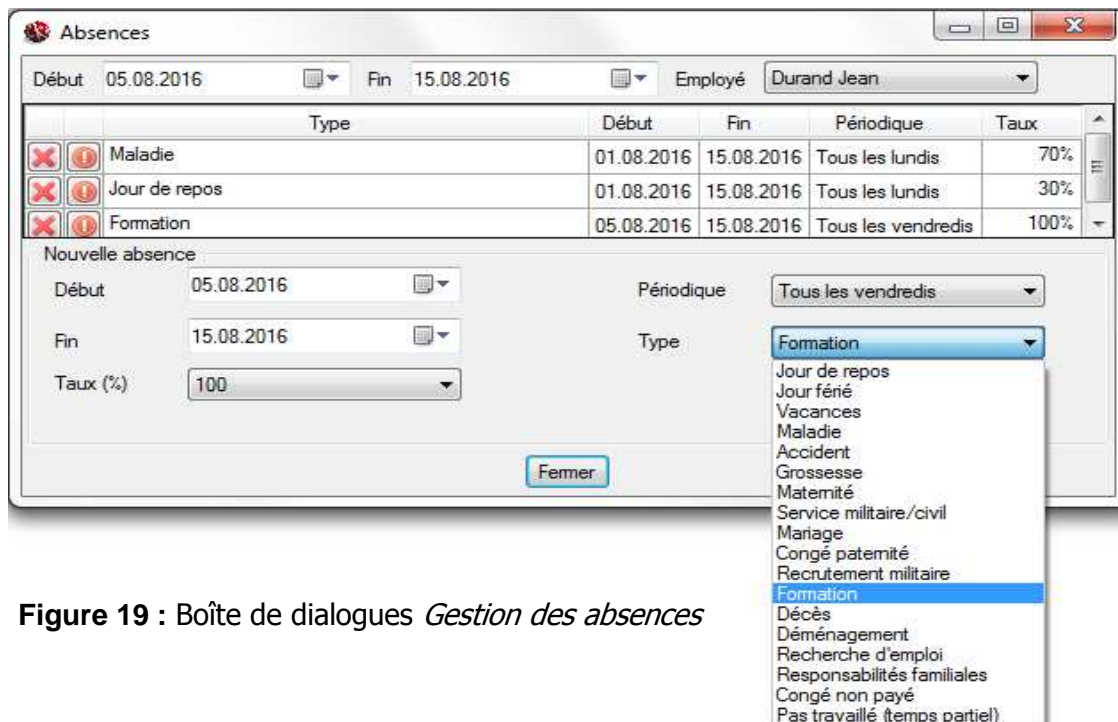 Absences
Début 05.08.2016 Fin 15.08.2016 Employé Durand Jean
Type Début Fin Périodique Taux
Maladie 01.08.2016 15.08.2016 Tous les lundis 70%
Jour de repos 01.08.2016 15.08.2016 Tous les lundis 30%
Formation 05.08.2016 15.08.2016 Tous les vendredis 100%
Nouvelle absence
Début 05.08.2016 Périodique Tous les vendredis
Fin 15.08.2016 Type Formation
Taux (%) 100
Jour de repos
Jour férié
Vacances
Maladie
Accident
Grossesse
Maternité
Service militaire/civil
Mariage
Congé paternité
Recrutement militaire
Formation
Décès
Déménagement
Recherche d'emploi
Responsabilités familiales
Congé non payé
Pas travaillé (temps partiel)
Fermer
Figure 19 : Boîte de dialogues Gestion des absences